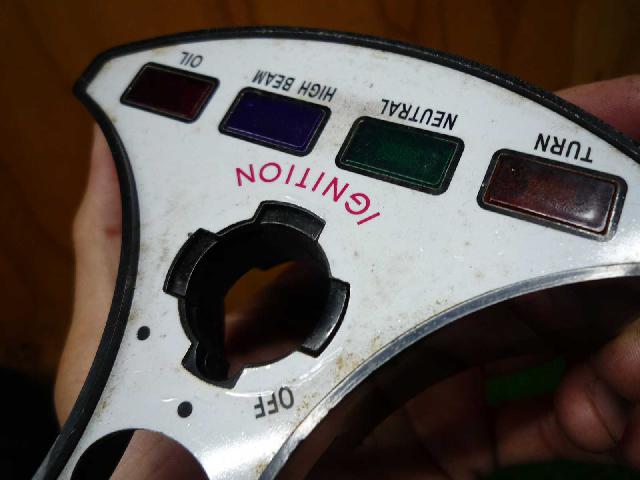 TURN
NEUTRAL
HIGH BEAM
OIL
IGNITION
OFF